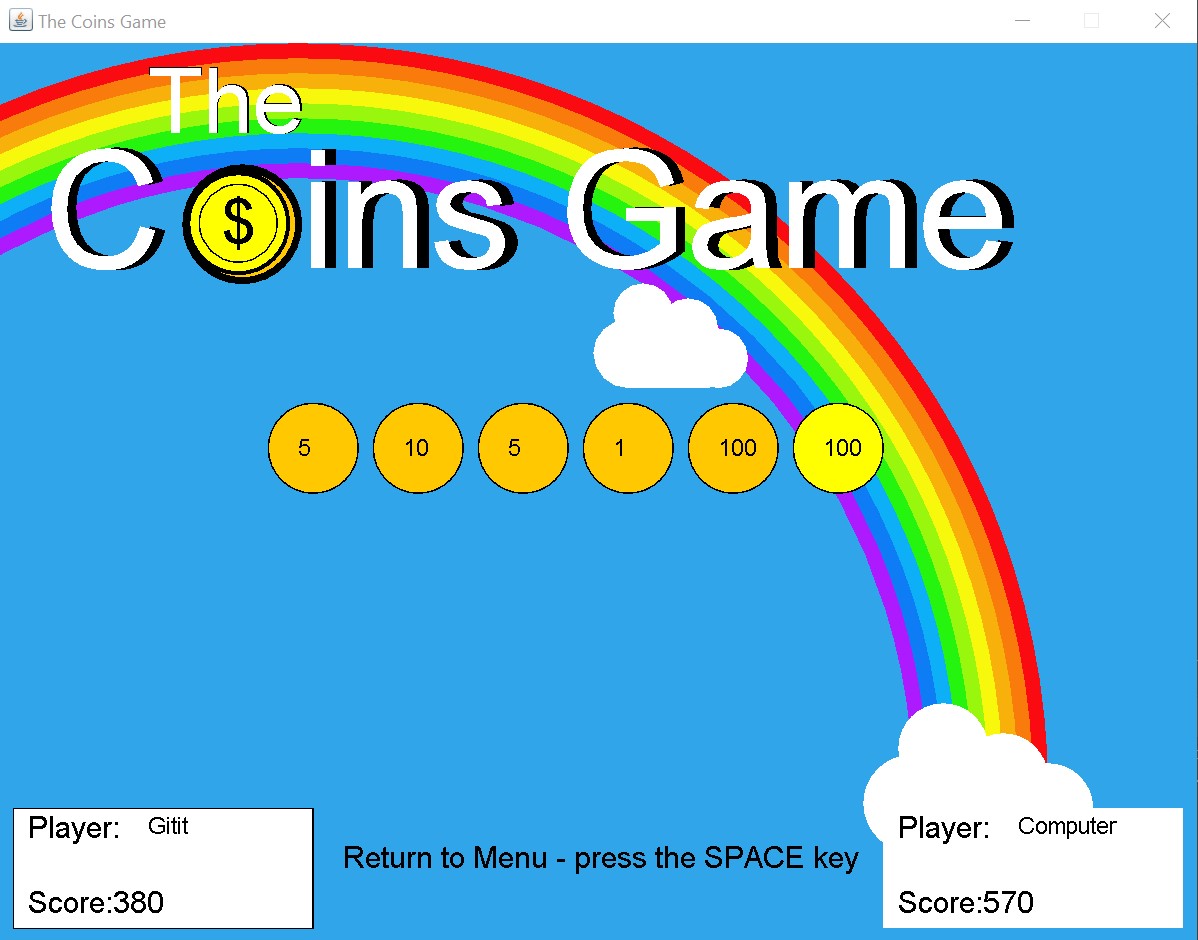 The Coins Game
The
C$ins Game
5 10 5 1 100 100
Player: Gitit
Score:380
Return to Menu - press the SPACE key
Player: Computer
Score:570